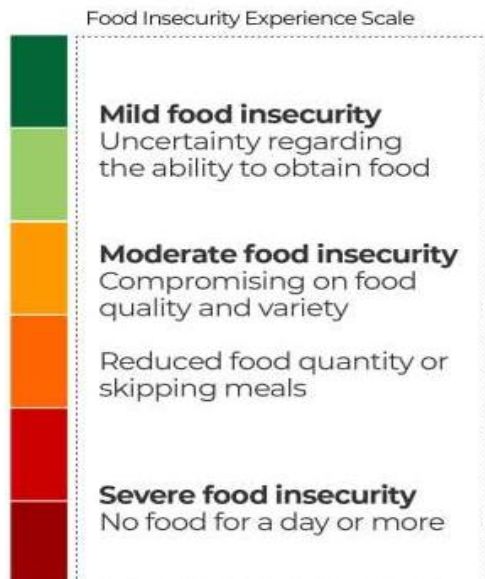 Food Insecurity Experience Scale
Mild food insecurity
Uncertainty regarding
the ability to obtain food
Moderate food insecurity
Compromising on food
quality and variety
Reduced food quantity or
skipping meals
Severe food insecurity
No food for a day or more